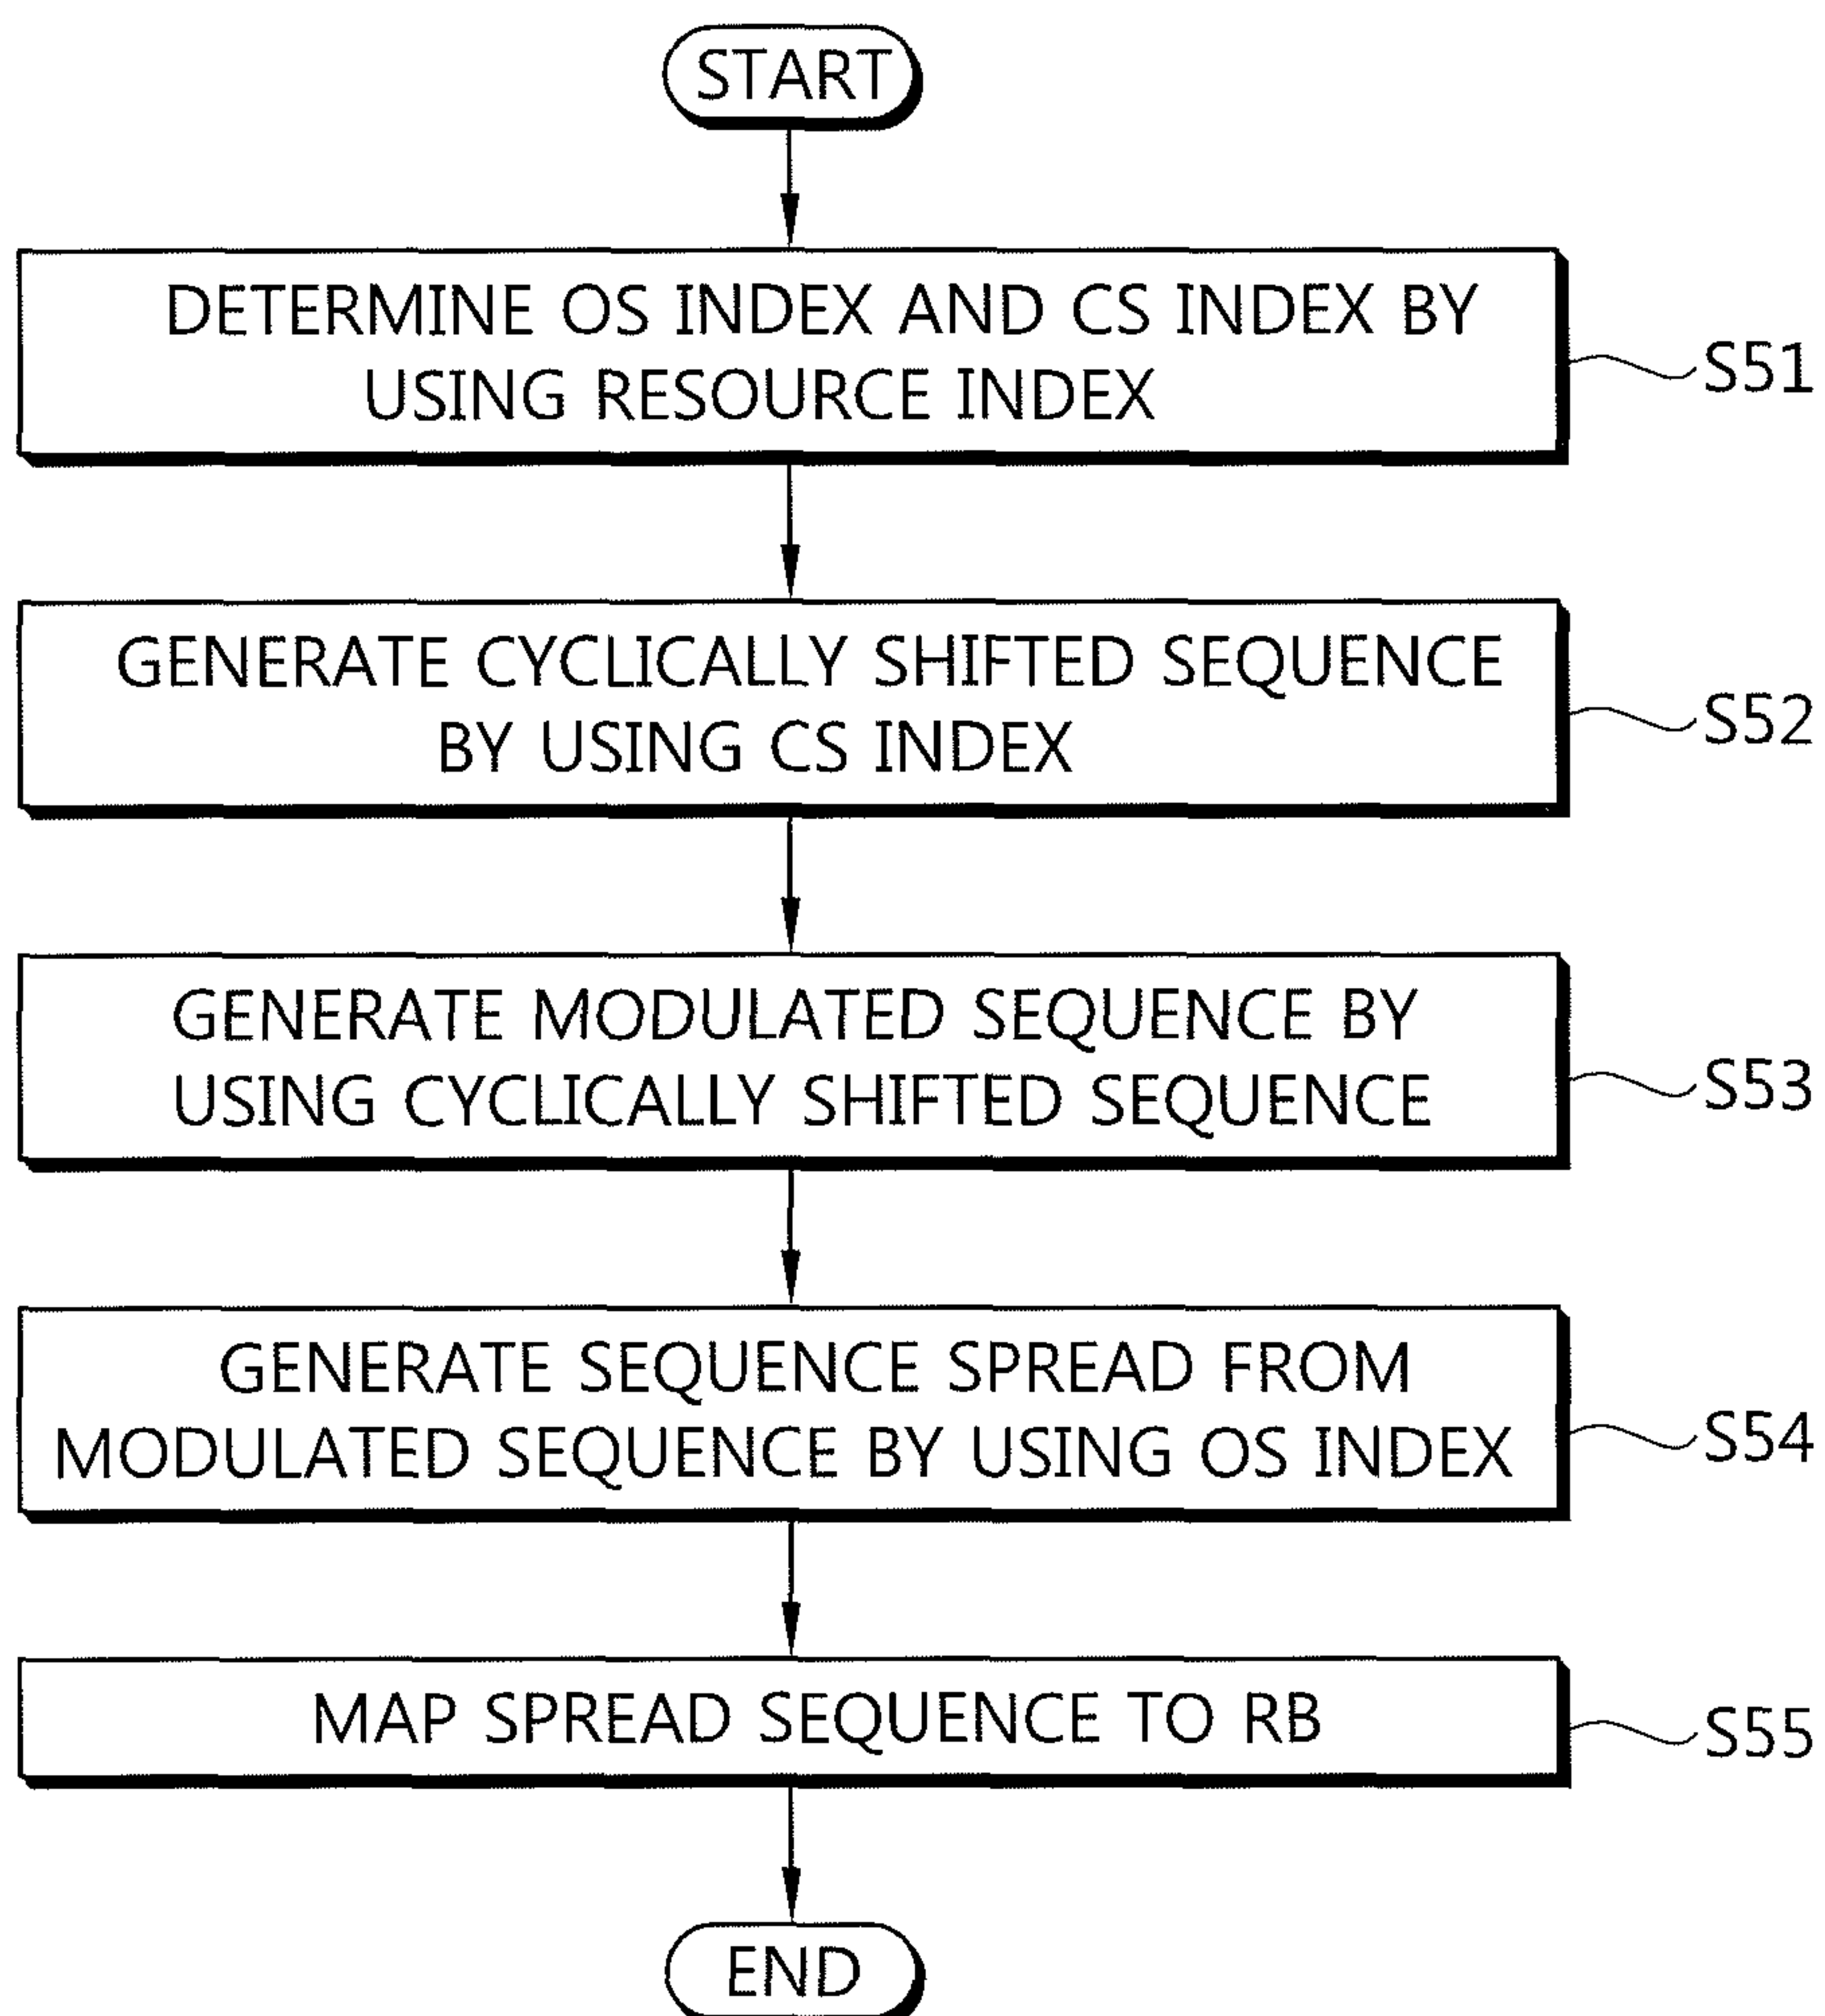 START
DETERMINE OS INDEX AND CS INDEX BY
USING RESOURCE INDEX
S51
GENERATE CYCLICALLY SHIFTED SEQUENCE
BY USING CS INDEX
S52
GENERATE MODULATED SEQUENCE BY
USING CYCLICALLY SHIFTED SEQUENCE
S53
GENERATE SEQUENCE SPREAD FROM
MODULATED SEQUENCE BY USING OS INDEX
S54
MAP SPREAD SEQUENCE TO RB
S55
END